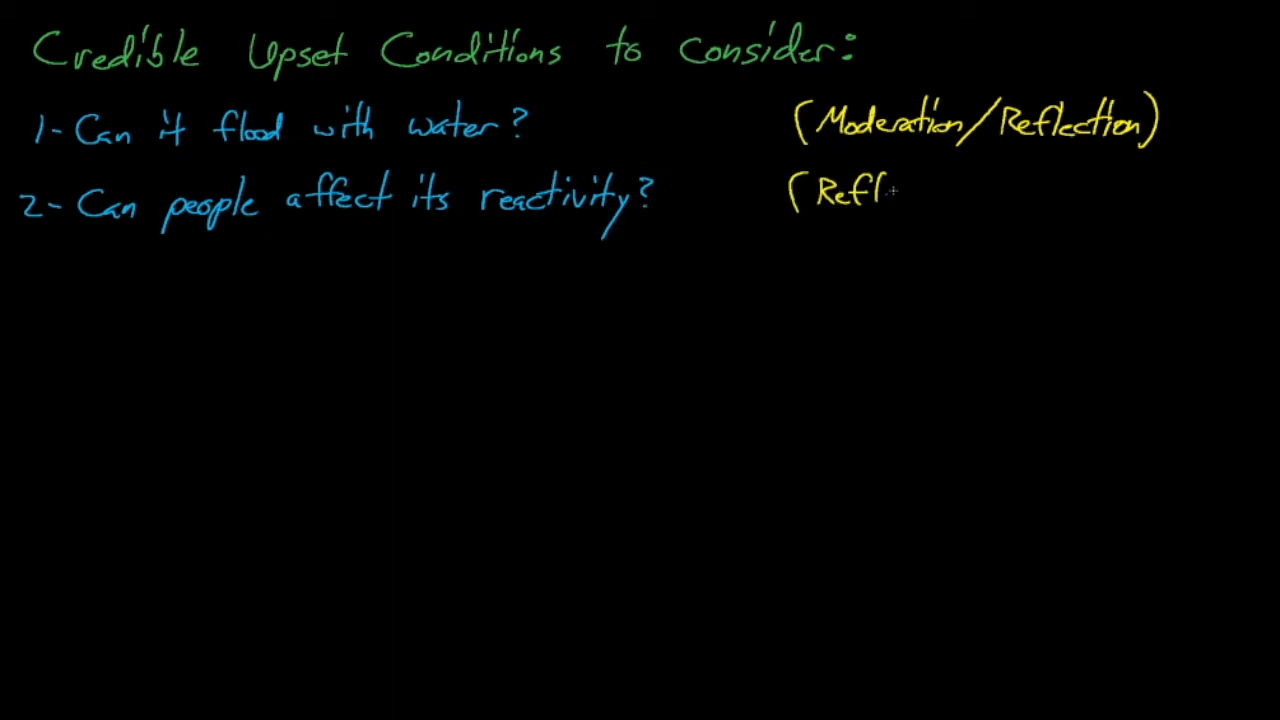 Credible Upset Conditions to consider:
1- Can it flood with water? (Moderation/Reflection)
2- Can people affect its reactivity? (Refl